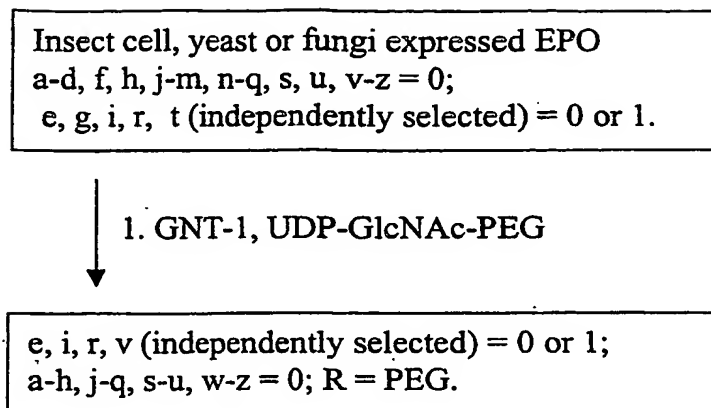 Insect cell, yeast or fungi expressed EPO
a-d, f, h, j-m, n-q, s, u, v-z = 0;
e, g, i, r, t (independently selected) = 0 or 1.
1. GNT-1, UDP-GlcNAc-PEG
e, i, r, v (independently selected) = 0 or 1;
a-h, j-q, s-u, w-z = 0; R = PEG.